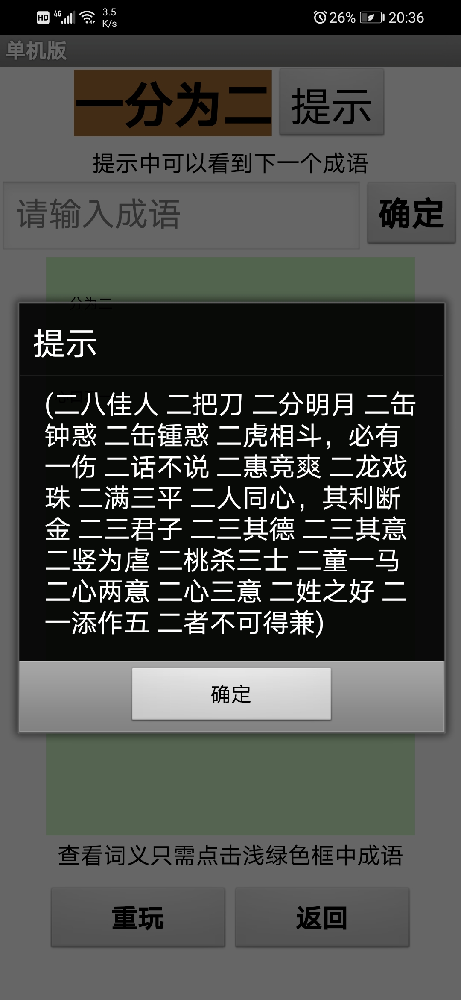 HD 4G 3.5 K/s 26% 20:36
单机版
一分为二 提示
提示中可以看到下一个成语
请输入成语 确定
分为二
提示
(二八佳人 二把刀 二分明月 二缶
钟惑 二缶锺惑 二虎相斗，必有
一伤 二话不说 二惠竞爽 二龙戏
珠 二满三平 二人同心，其利断
金 二三君子 二三其德 二三其意
二竖为虐 二桃杀三士 二童一马
二心两意 二心三意 二姓之好 二
一添作五 二者不可得兼)
确定
查看词义只需点击浅绿色框中成语
重玩 返回